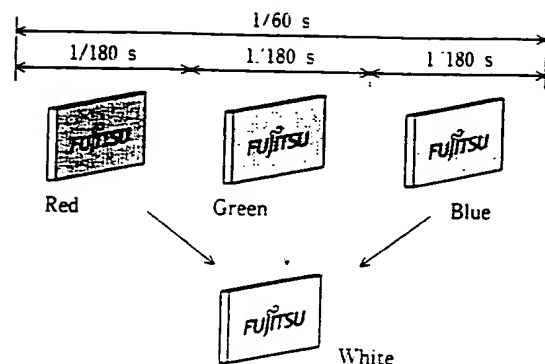 1/60 s
1/180 s 1/180 s 1/180 s
FUJITSU FUJITSU FUJITSU
Red Green Blue
FUJITSU
White